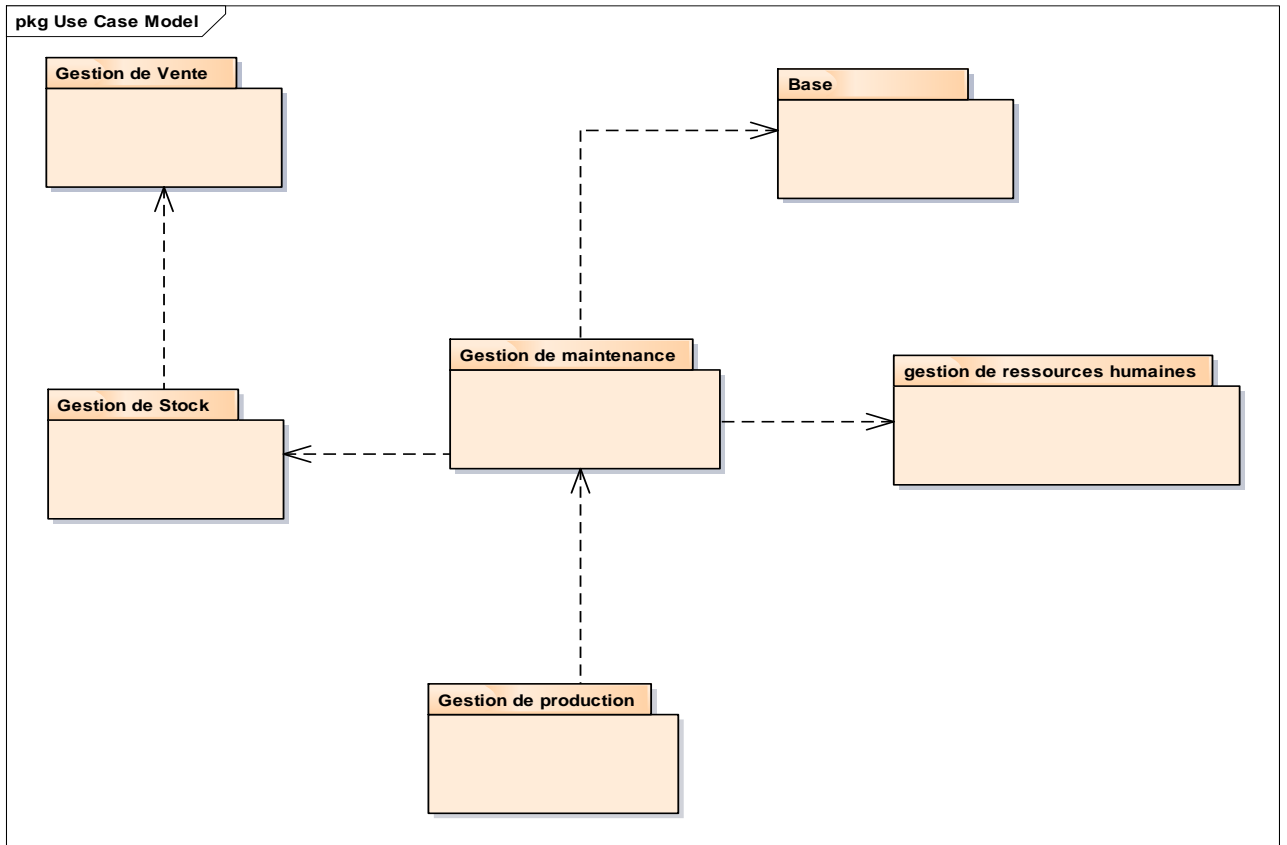 pkg Use Case Model
Gestion de Vente
Base
Gestion de maintenance
gestion de ressources humaines
Gestion de Stock
Gestion de production